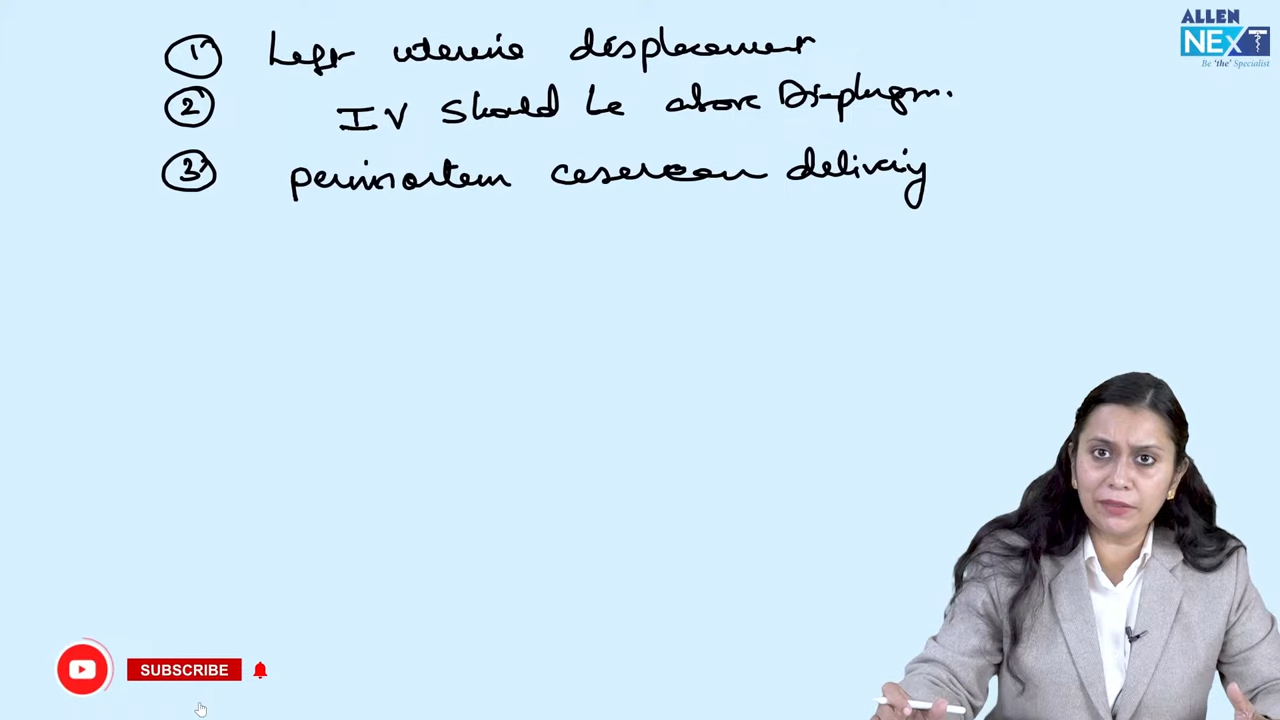 ALLEN
NEXT
Be 'the' Specialist
1 Left uterine displacement
2 IV Should be above Diaphragm.
3 perimortem cesarean delivery
SUBSCRIBE